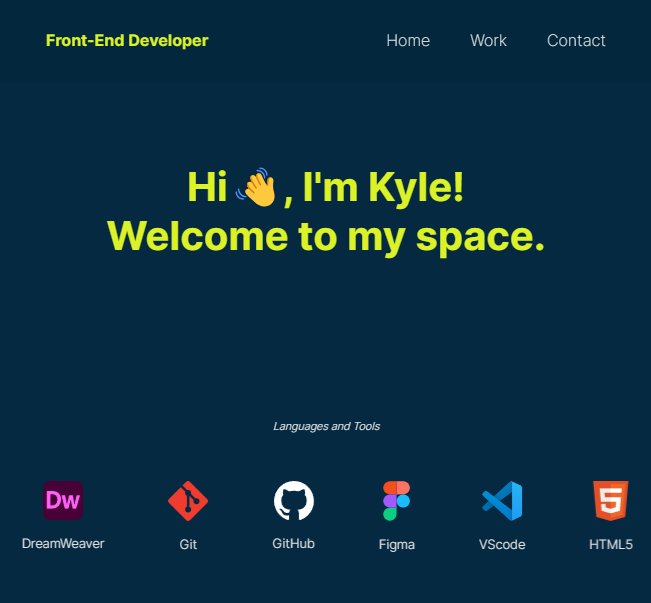 Front-End Developer
Home Work Contact
Hi 👋, I'm Kyle!
Welcome to my space.
Languages and Tools
Dw
5
DreamWeaver Git GitHub Figma VScode HTML5